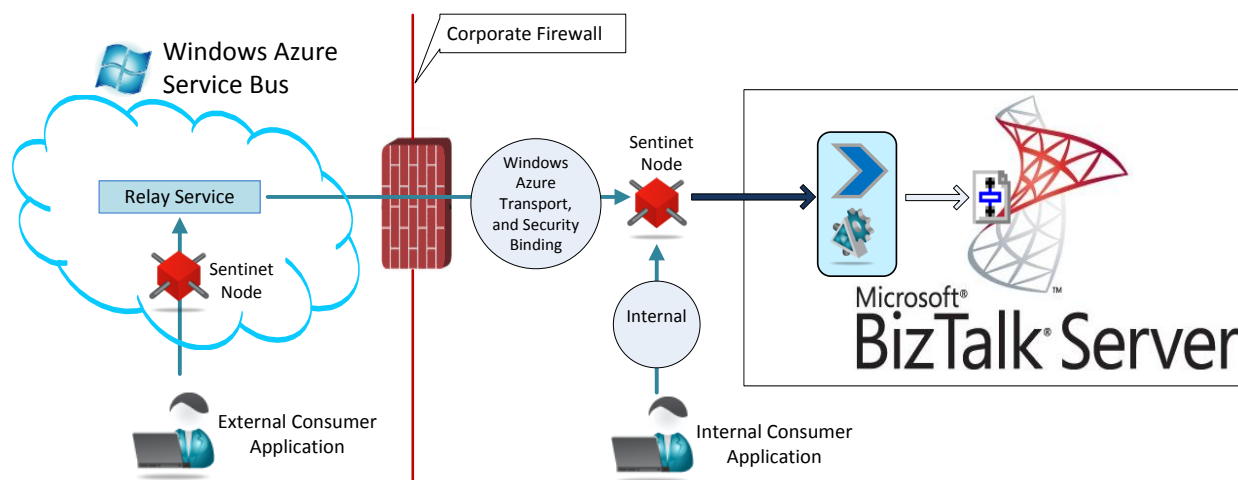 Windows Azure
Service Bus
Corporate Firewall
Relay Service
Sentinet
Node
Windows
Azure
Transport,
and Security
Binding
Sentinet
Node
Internal
External Consumer
Application
Internal Consumer
Application
™
Microsoft®
BizTalk® Server